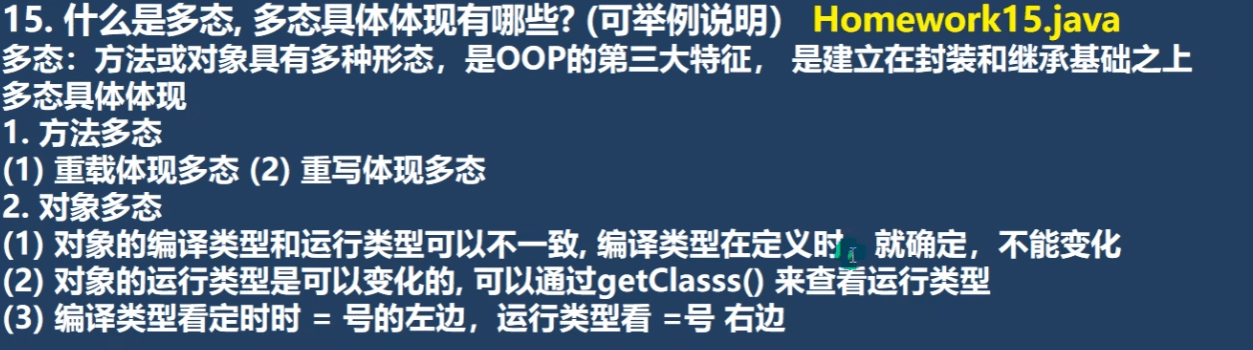 15. 什么是多态, 多态具体体现有哪些? (可举例说明) Homework15.java
多态：方法或对象具有多种形态，是OOP的第三大特征， 是建立在封装和继承基础之上
多态具体体现
1. 方法多态
(1) 重载体现多态 (2) 重写体现多态
2. 对象多态
(1) 对象的编译类型和运行类型可以不一致, 编译类型在定义时，就确定，不能变化
(2) 对象的运行类型是可以变化的, 可以通过getClasss() 来查看运行类型
(3) 编译类型看定时时 = 号的左边，运行类型看 =号 右边